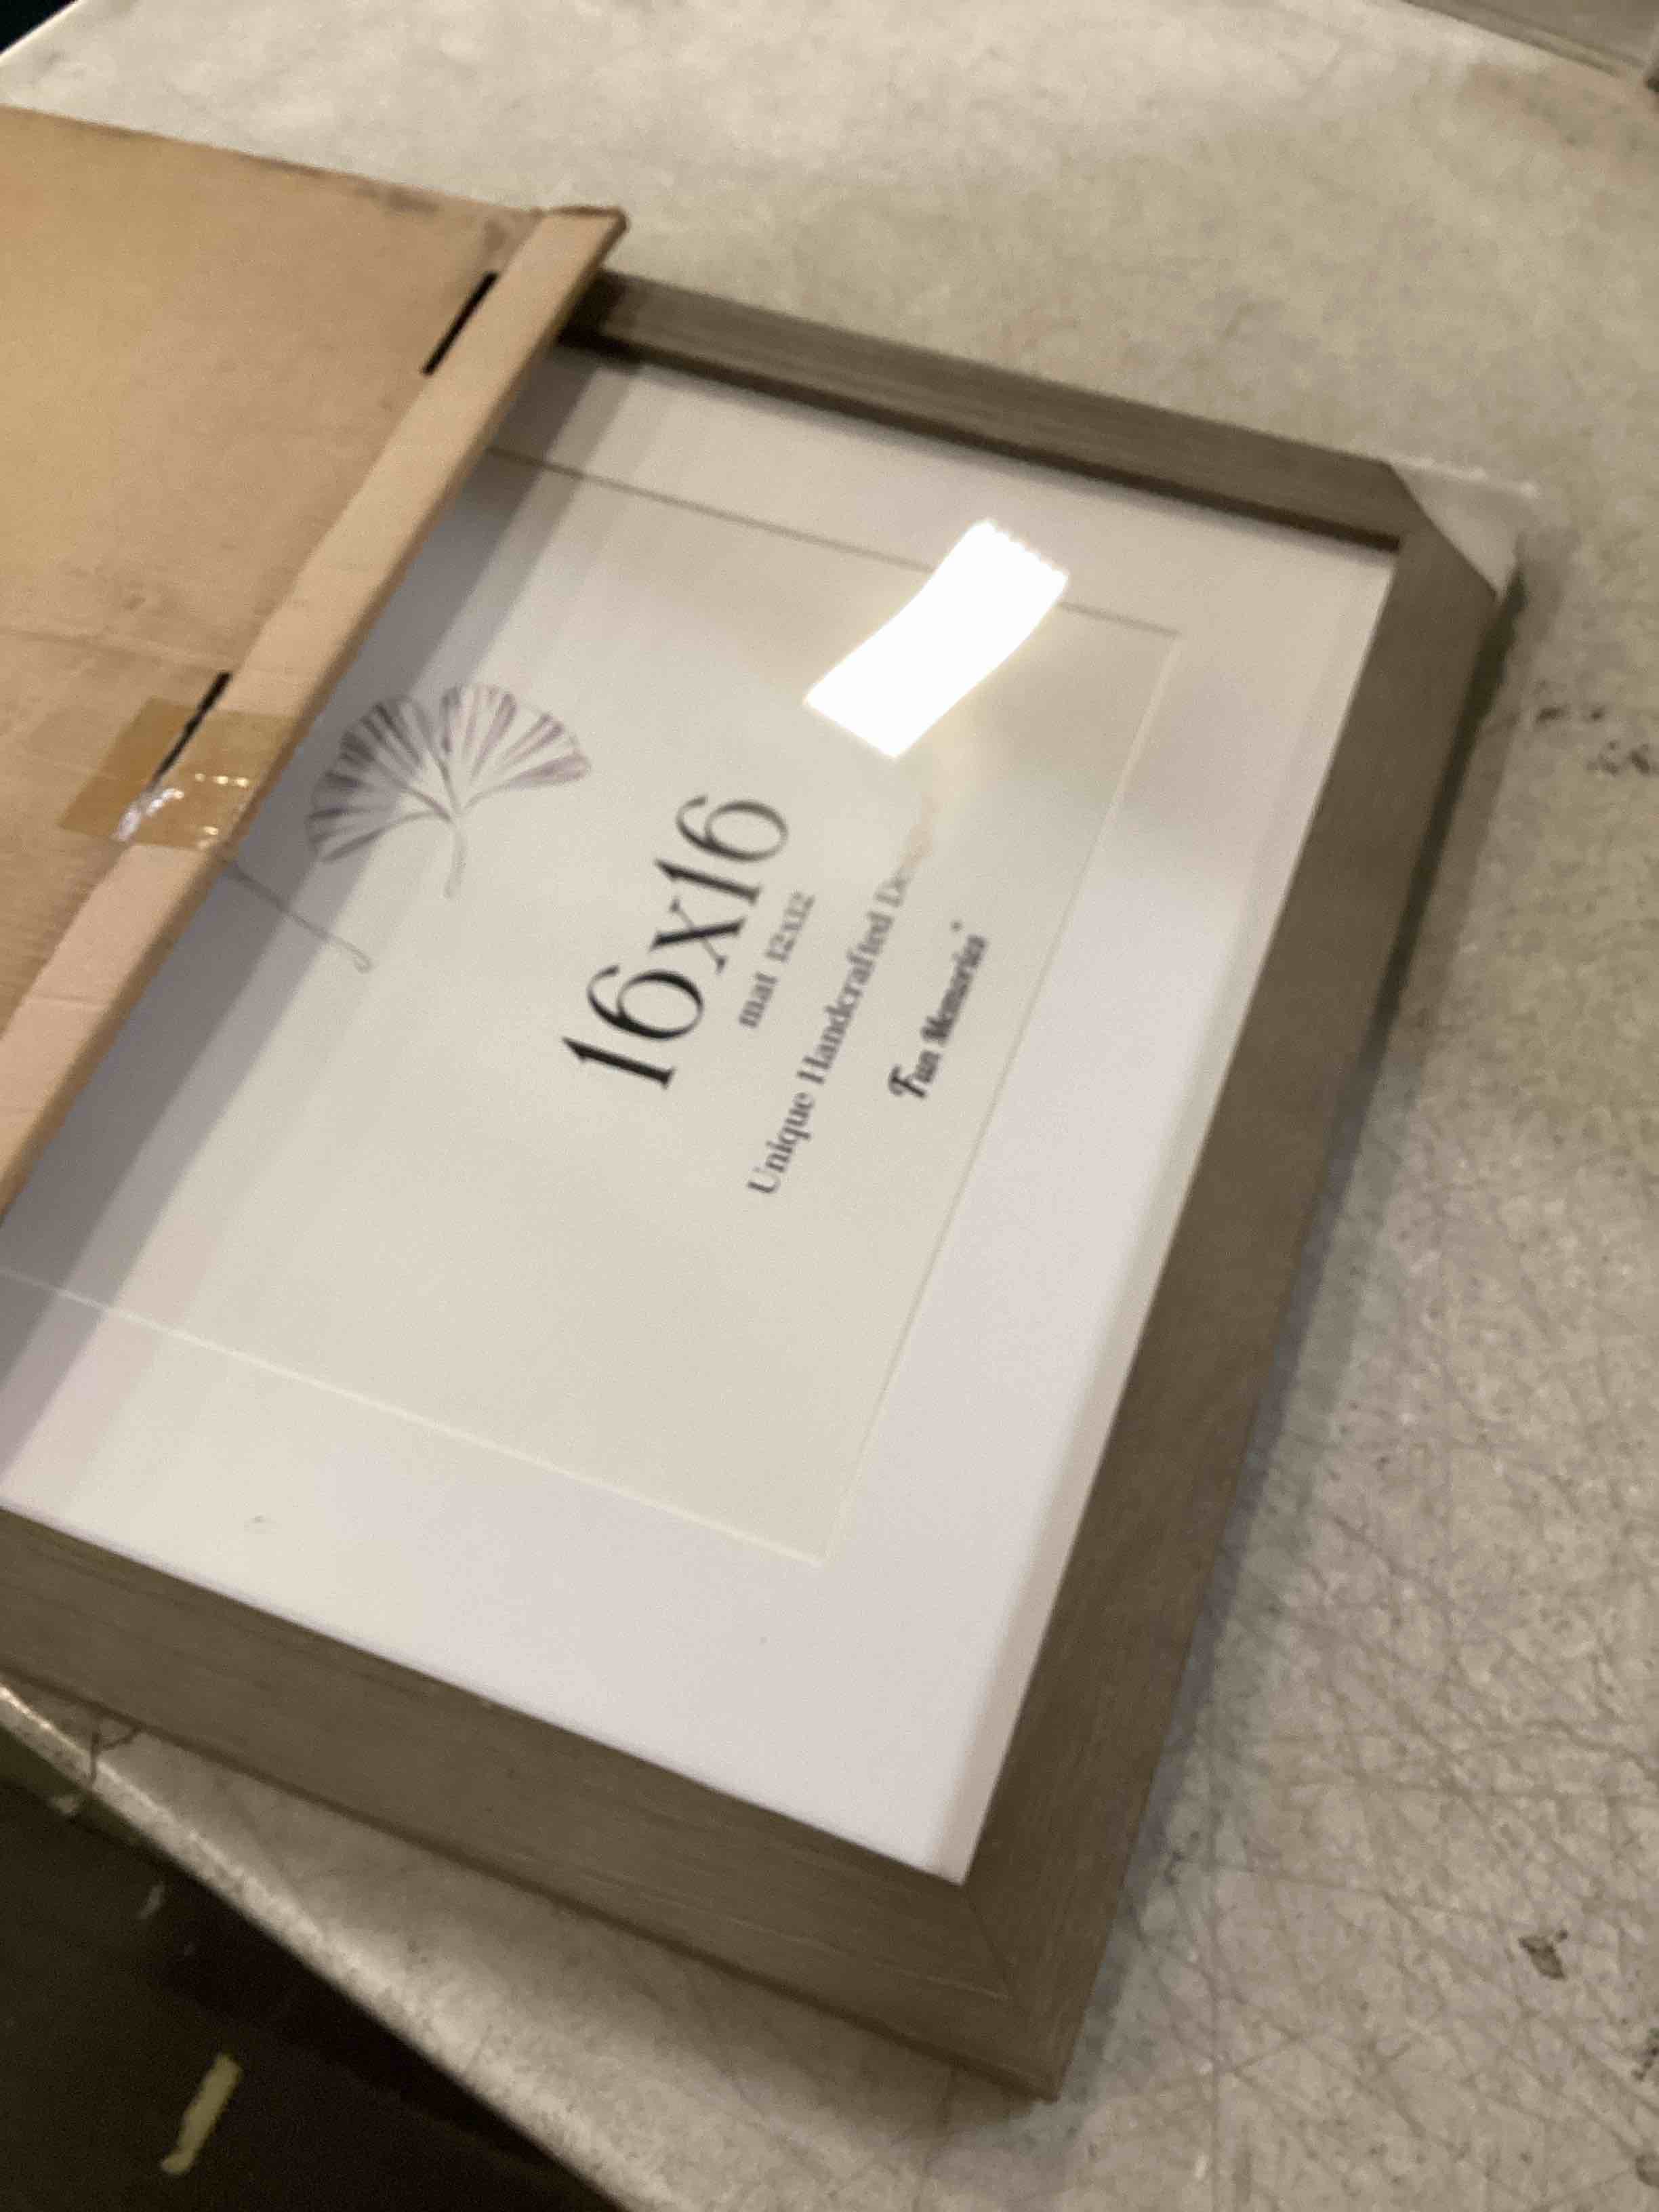 16x16
mat 12x12
Unique Handcrafted
Fun Memories